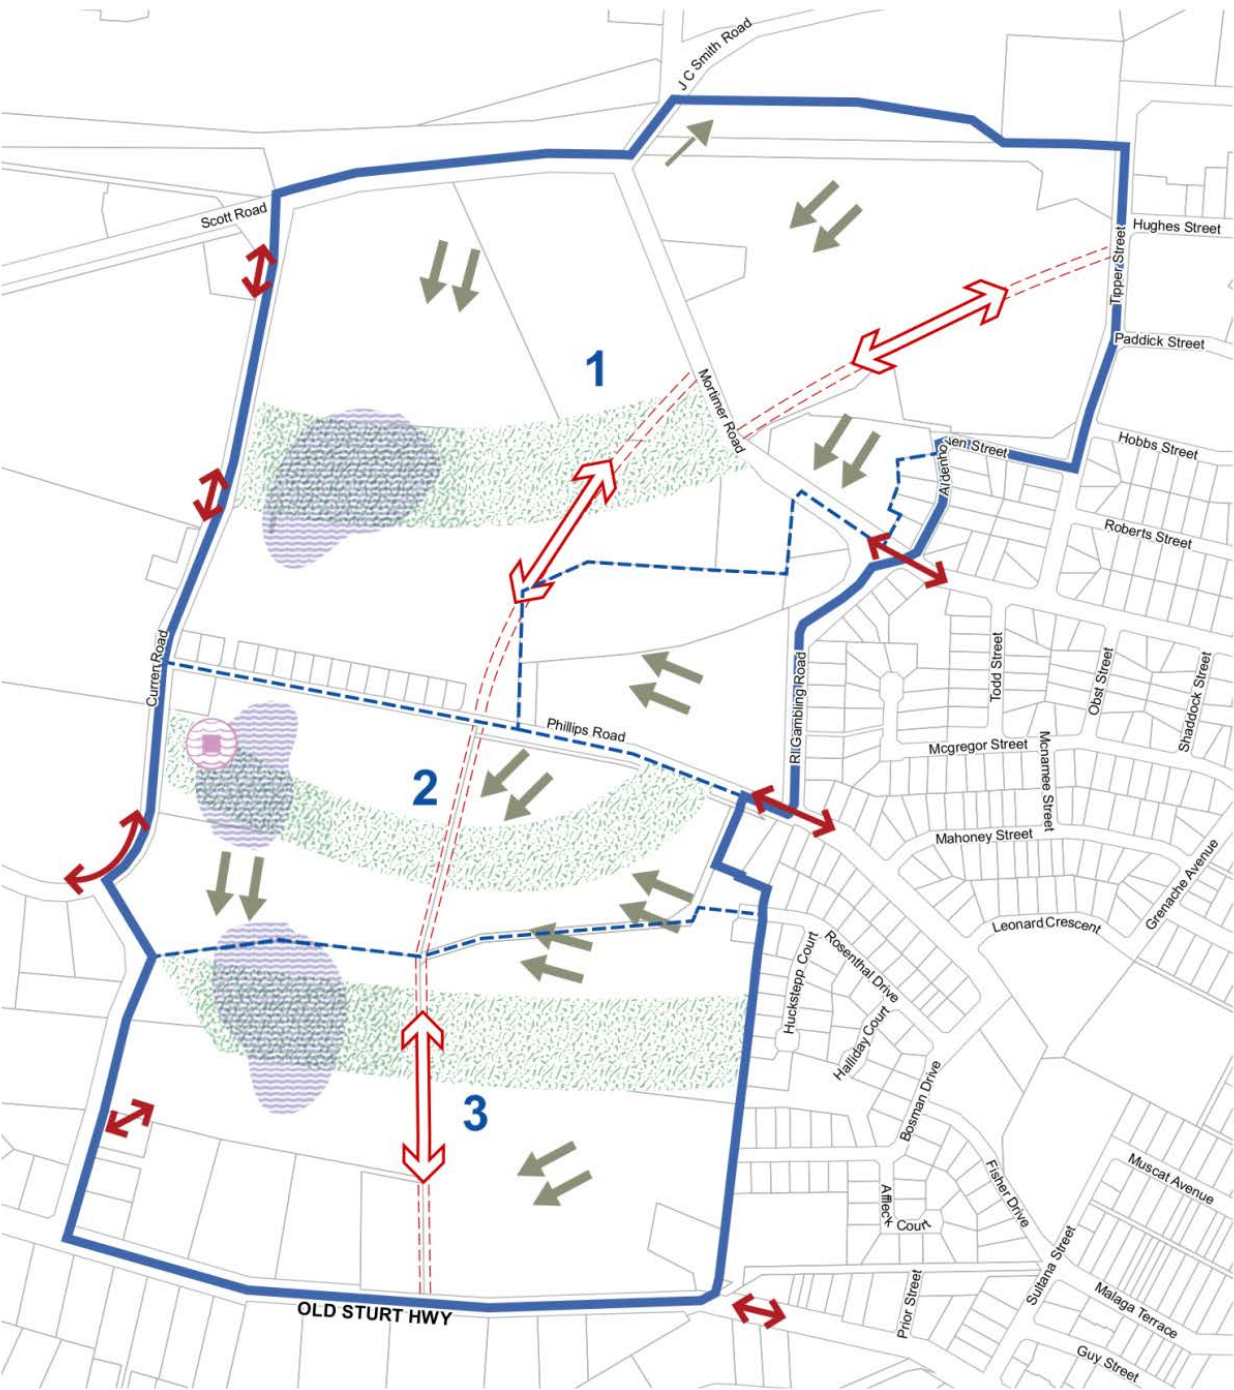 J C Smith Road
Scott Road
Hughes Street
Tipper Street
Paddick Street
1
Mortimer Road
Hobbs Street
len Street
Aldenho
Roberts Street
Curren Road
Todd Street
Obst Street
Shaddock Street
RI Gambling Road
Phillips Road
Mcgregor Street
Mcnamee Street
2
Mahoney Street
Grenache Avenue
Leonard Crescent
Huckstepp Court
Rosenthal Drive
Halliday Court
Bosman Drive
3
Fisher Drive
Muscat Avenue
Affleck Court
Sultana Street
Prior Street
Malaga Terrace
OLD STURT HWY
Guy Street